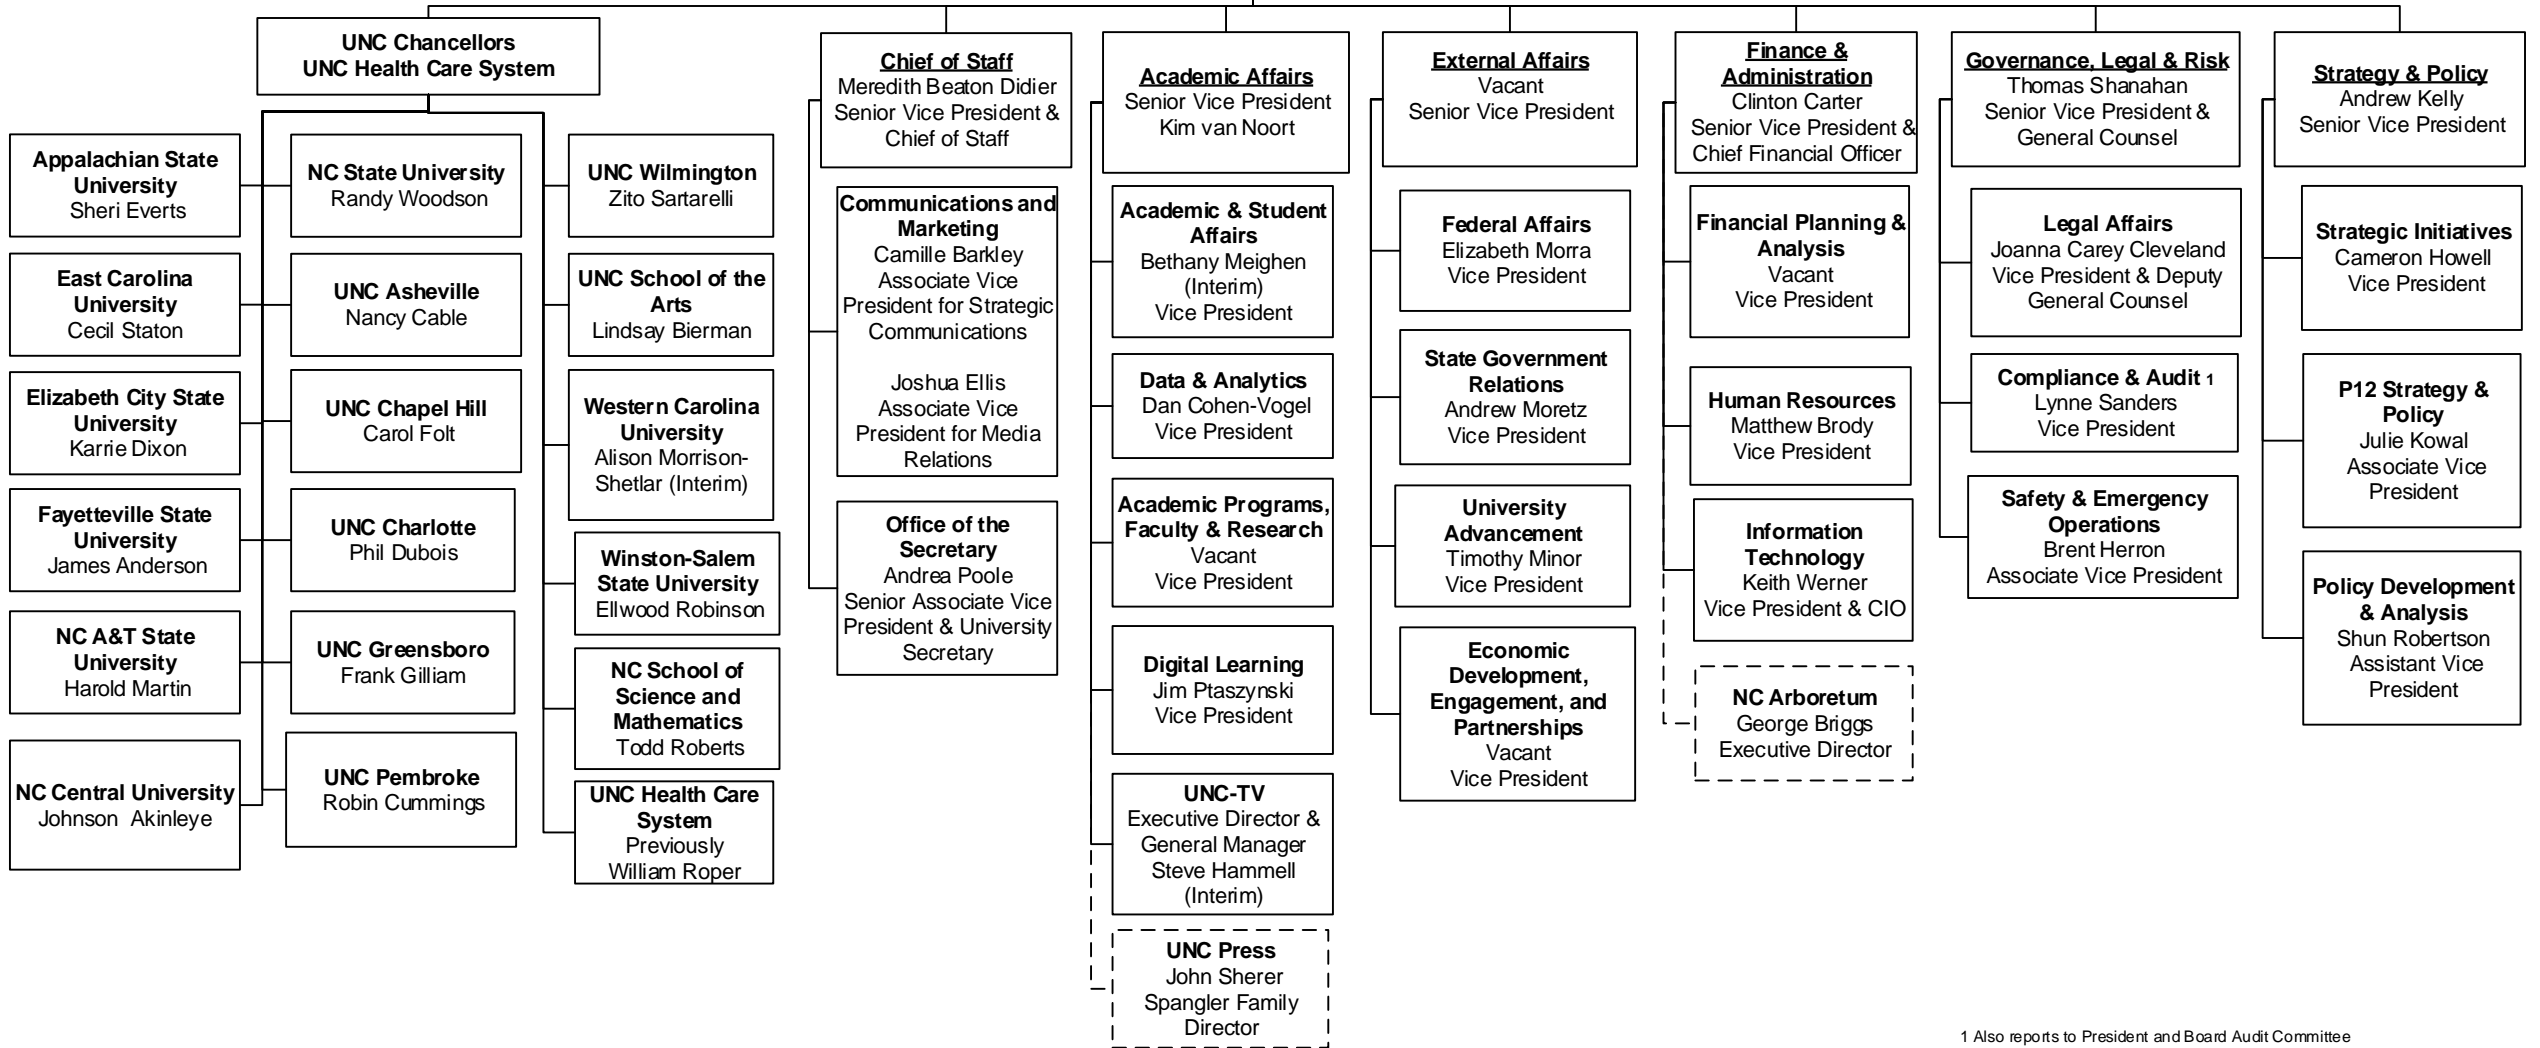 UNC Chancellors
UNC Health Care System
Appalachian State
University
Sheri Everts
East Carolina
University
Cecil Staton
Elizabeth City State
University
Karrie Dixon
Fayetteville State
University
James Anderson
NC A&T State
University
Harold Martin
NC Central University
Johnson Akinleye
NC State University
Randy Woodson
UNC Asheville
Nancy Cable
UNC Chapel Hill
Carol Folt
UNC Charlotte
Phil Dubois
UNC Greensboro
Frank Gilliam
UNC Pembroke
Robin Cummings
UNC Wilmington
Zito Sartarelli
UNC School of the
Arts
Lindsay Bierman
Western Carolina
University
Alison Morrison-
Shetlar (Interim)
Winston-Salem
State University
Ellwood Robinson
NC School of
Science and
Mathematics
Todd Roberts
UNC Health Care
System
Previously
William Roper
Chief of Staff
Meredith Beaton Didier
Senior Vice President &
Chief of Staff
Communications and
Marketing
Camille Barkley
Associate Vice
President for Strategic
Communications
Joshua Ellis
Associate Vice
President for Media
Relations
Office of the
Secretary
Andrea Poole
Senior Associate Vice
President & University
Secretary
Academic Affairs
Senior Vice President
Kim van Noort
Academic & Student
Affairs
Bethany Meighen
(Interim)
Vice President
Data & Analytics
Dan Cohen-Vogel
Vice President
Academic Programs,
Faculty & Research
Vacant
Vice President
Digital Learning
Jim Ptaszynski
Vice President
UNC-TV
Executive Director &
General Manager
Steve Hammell
(Interim)
UNC Press
John Sherer
Spangler Family
Director
External Affairs
Vacant
Senior Vice President
Federal Affairs
Elizabeth Morra
Vice President
State Government
Relations
Andrew Moretz
Vice President
University
Advancement
Timothy Minor
Vice President
Economic
Development,
Engagement, and
Partnerships
Vacant
Vice President
Finance &
Administration
Clinton Carter
Senior Vice President &
Chief Financial Officer
Financial Planning &
Analysis
Vacant
Vice President
Human Resources
Matthew Brody
Vice President
Information
Technology
Keith Werner
Vice President & CIO
NC Arboretum
George Briggs
Executive Director
Governance, Legal & Risk
Thomas Shanahan
Senior Vice President &
General Counsel
Legal Affairs
Joanna Carey Cleveland
Vice President & Deputy
General Counsel
Compliance & Audit 1
Lynne Sanders
Vice President
Safety & Emergency
Operations
Brent Herron
Associate Vice President
Strategy & Policy
Andrew Kelly
Senior Vice President
Strategic Initiatives
Cameron Howell
Vice President
P12 Strategy &
Policy
Julie Kowal
Associate Vice
President
Policy Development
& Analysis
Shun Robertson
Assistant Vice
President
1 Also reports to President and Board Audit Committee